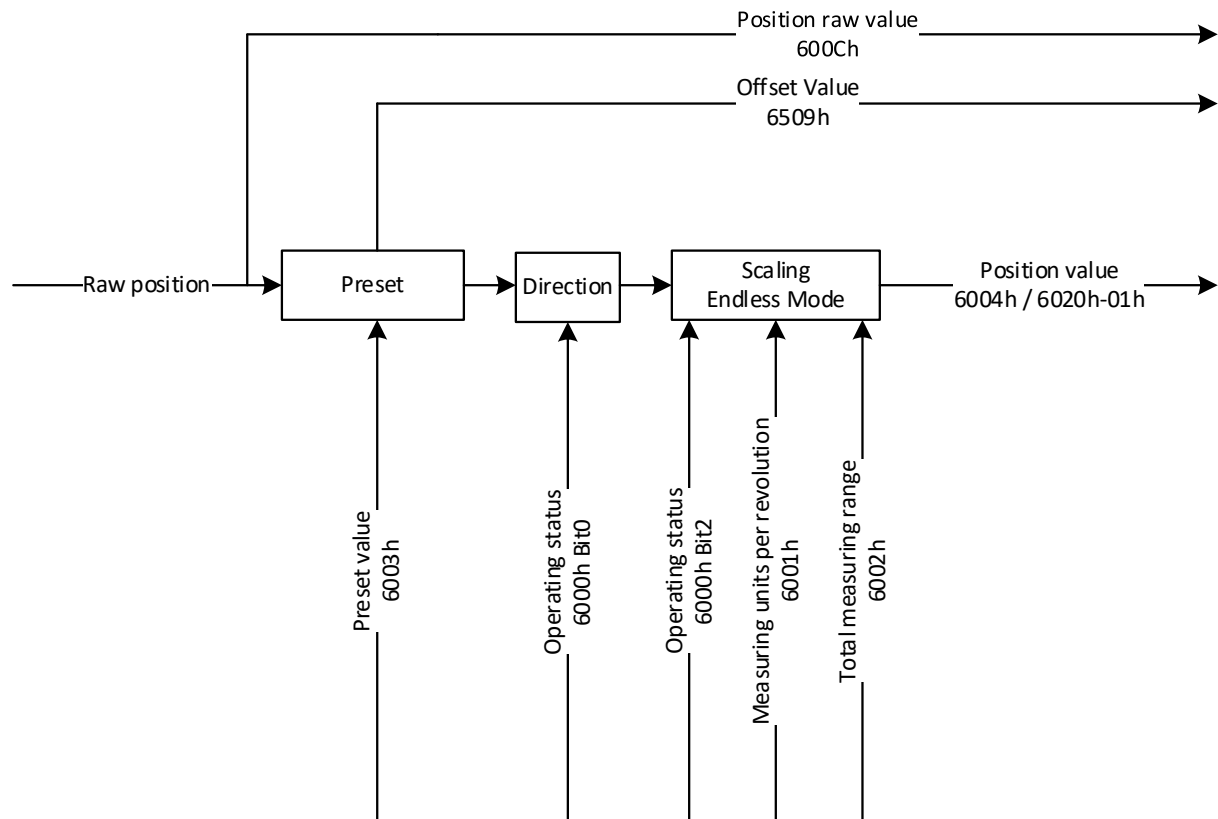 Position raw value
600Ch
Offset Value
6509h
Raw position
Preset
Direction
Scaling
Endless Mode
Position value
6004h / 6020h-01h
Preset value
6003h
Operating status
6000h Bit0
Operating status
6000h Bit2
Measuring units per revolution
6001h
Total measuring range
6002h